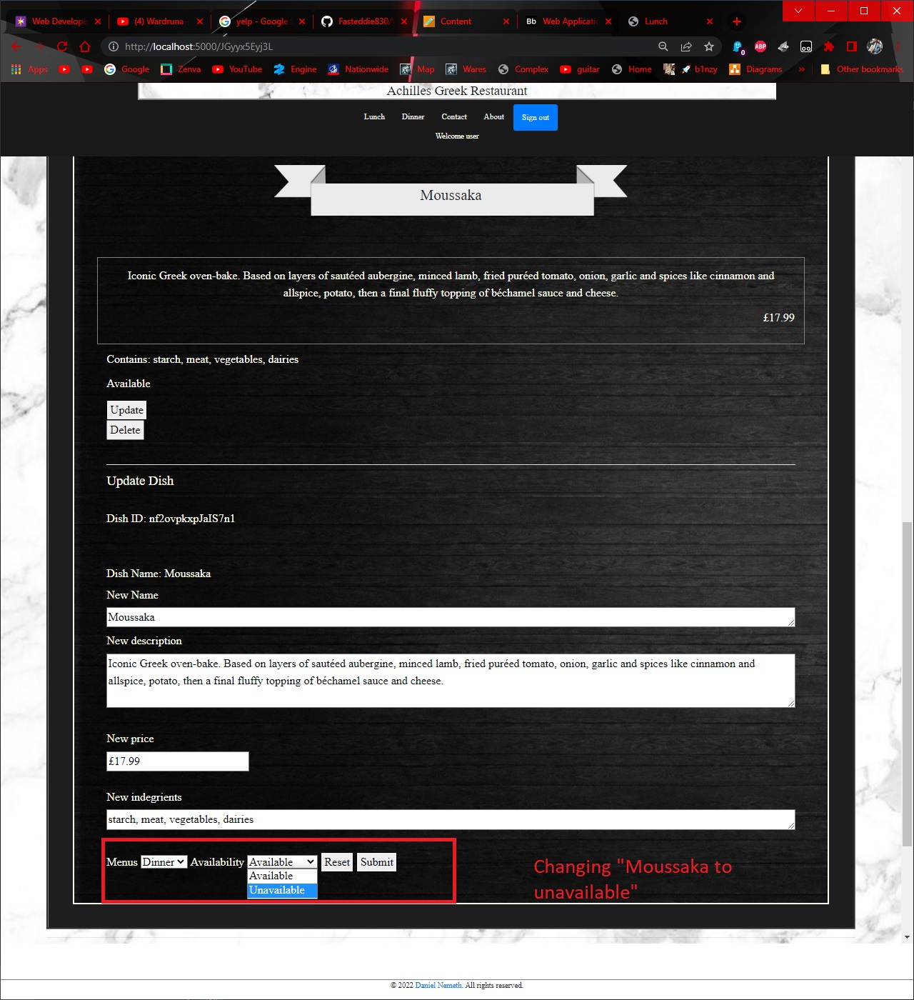 Web Develope
(4) Wardruna
yelp - Google
Fasteddie830/
Content
Bb Web Applicatio
Lunch
http://localhost:5000/JGyyx5Eyj3L
0
ABP
Apps
Google
Zenva
YouTube
Engine
Nationwide
Map
Wares
Complex
guitar
Home
b1nzy
Diagrams
»
Other bookmarks
Achilles Greek Restaurant
Lunch Dinner Contact About Sign out
Welcome user
Moussaka
Iconic Greek oven-bake. Based on layers of sautéed aubergine, minced lamb, fried puréed tomato, onion, garlic and spices like cinnamon and
allspice, potato, then a final fluffy topping of béchamel sauce and cheese.
£17.99
Contains: starch, meat, vegetables, dairies
Available
Update
Delete
Update Dish
Dish ID: nf2ovpkxpJaIS7n1
Dish Name: Moussaka
New Name
Moussaka
New description
Iconic Greek oven-bake. Based on layers of sautéed aubergine, minced lamb, fried puréed tomato, onion, garlic and spices like cinnamon and
allspice, potato, then a final fluffy topping of béchamel sauce and cheese.
New price
£17.99
New indegrients
starch, meat, vegetables, dairies
Menus Dinner Availability Available Reset Submit
Available
Unavailable
Changing "Moussaka to
unavailable"
© 2022 Daniel Nemeth. All rights reserved.